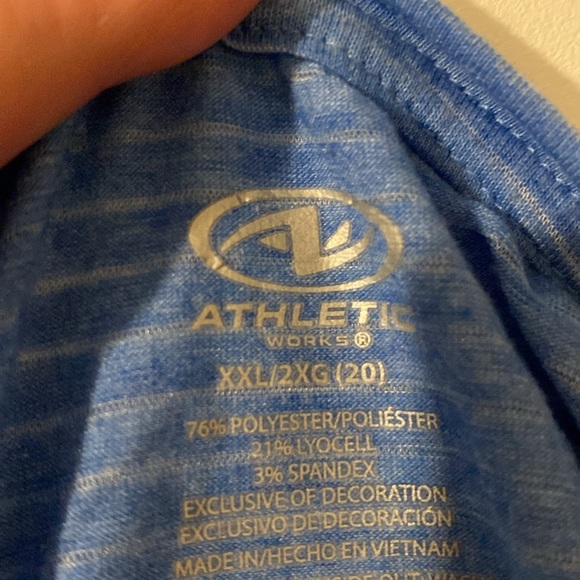 ATHLETIC
WORKS®
XXL/2XG (20)
76% POLYESTER/POLIÉSTER
21% LYOCELL
3% SPANDEX
EXCLUSIVE OF DECORATION
EXCLUSIVO DE DECORACIÓN
MADE IN/HECHO EN VIETNAM